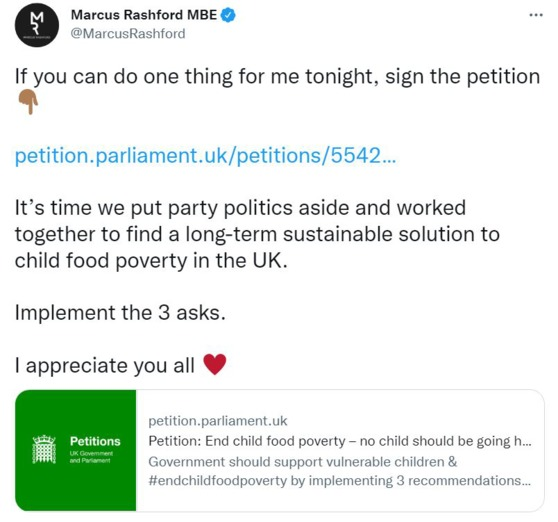 Marcus Rashford MBE
@MarcusRashford
If you can do one thing for me tonight, sign the petition
👇🏾
petition.parliament.uk/petitions/5542...
It's time we put party politics aside and worked
together to find a long-term sustainable solution to
child food poverty in the UK.
Implement the 3 asks.
I appreciate you all ♥
Petitions
UK Government
and Parliament
petition.parliament.uk
Petition: End child food poverty – no child should be going h...
Government should support vulnerable children &
#endchildfoodpoverty by implementing 3 recommendations...